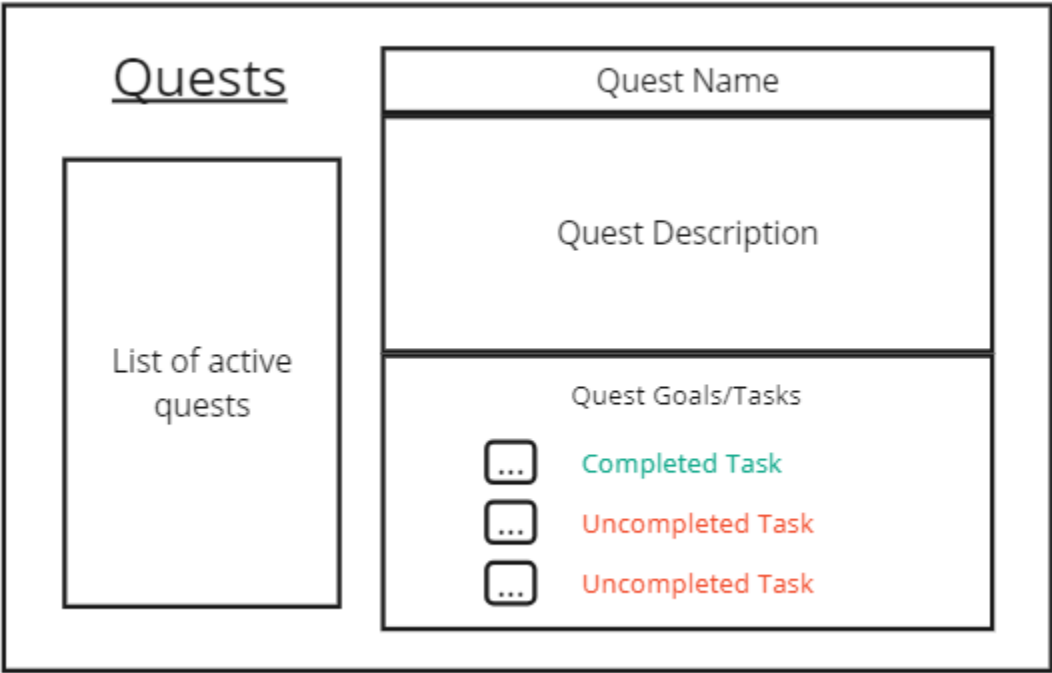 Quests
List of active
quests
Quest Name
Quest Description
Quest Goals/Tasks
... Completed Task
... Uncompleted Task
... Uncompleted Task